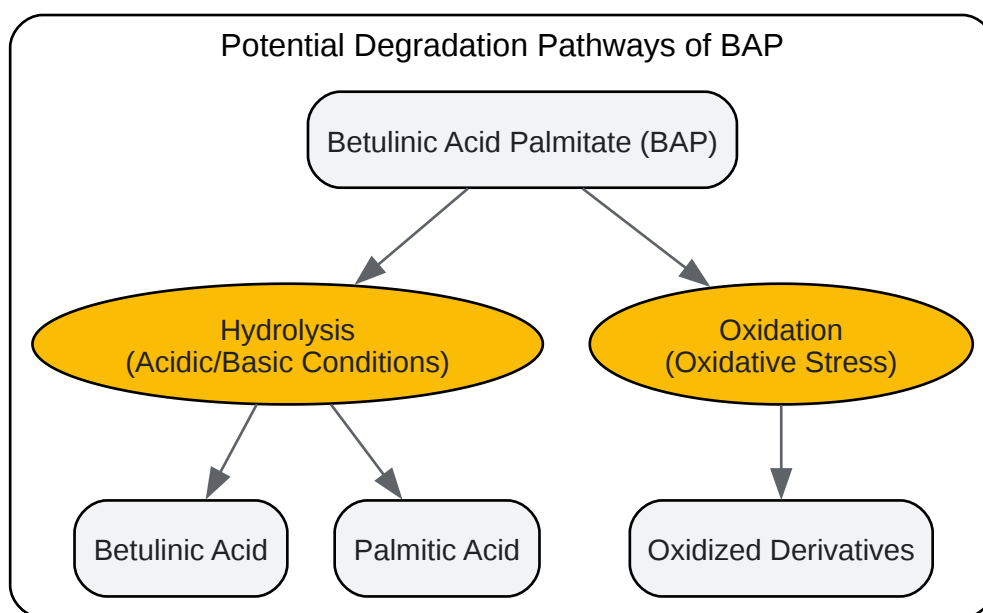 Potential Degradation Pathways of BAP
Betulinic Acid Palmitate (BAP)
Hydrolysis
(Acidic/Basic Conditions)
Oxidation
(Oxidative Stress)
Betulinic Acid
Palmitic Acid
Oxidized Derivatives